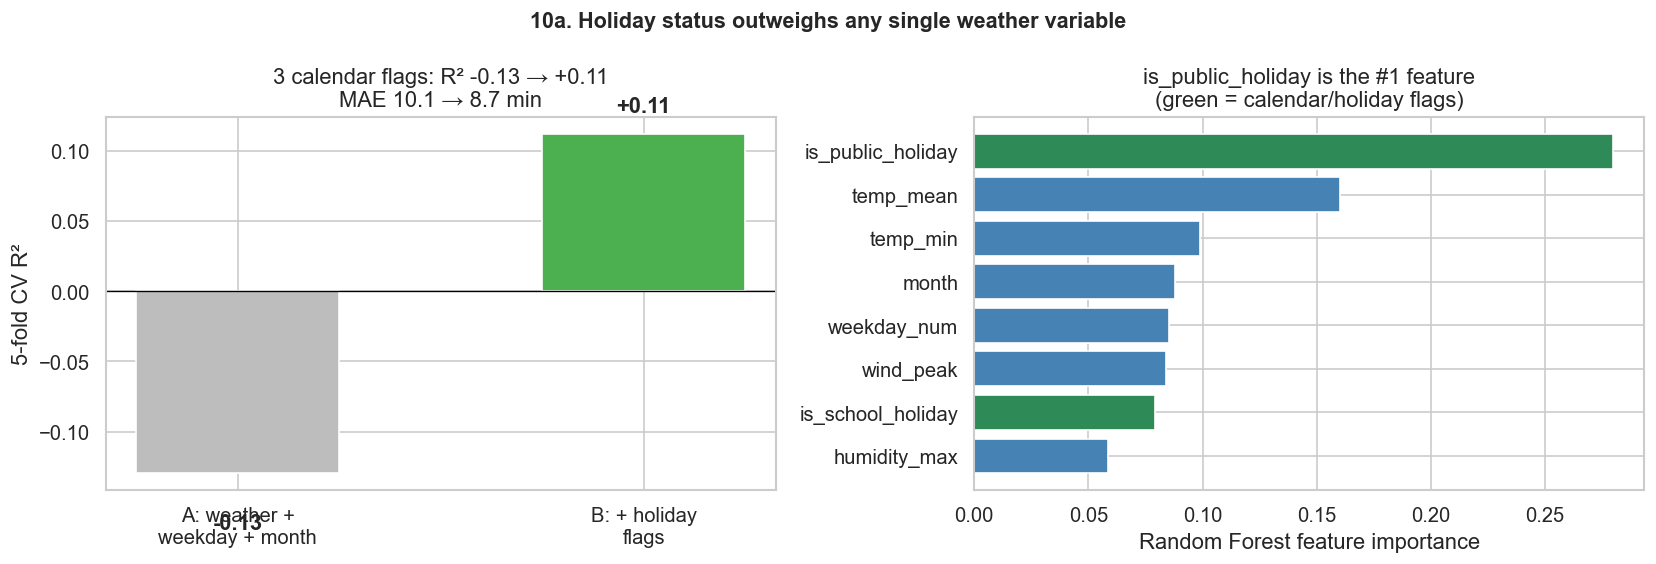 10a. Holiday status outweighs any single weather variable
3 calendar flags: R² -0.13 → +0.11
MAE 10.1 → 8.7 min
+0.11
5-fold CV R²
0.10
0.05
0.00
−0.05
−0.10
-0.13
A: weather +
weekday + month
B: + holiday
flags
is_public_holiday is the #1 feature
(green = calendar/holiday flags)
is_public_holiday
temp_mean
temp_min
month
weekday_num
wind_peak
is_school_holiday
humidity_max
0.00 0.05 0.10 0.15 0.20 0.25
Random Forest feature importance